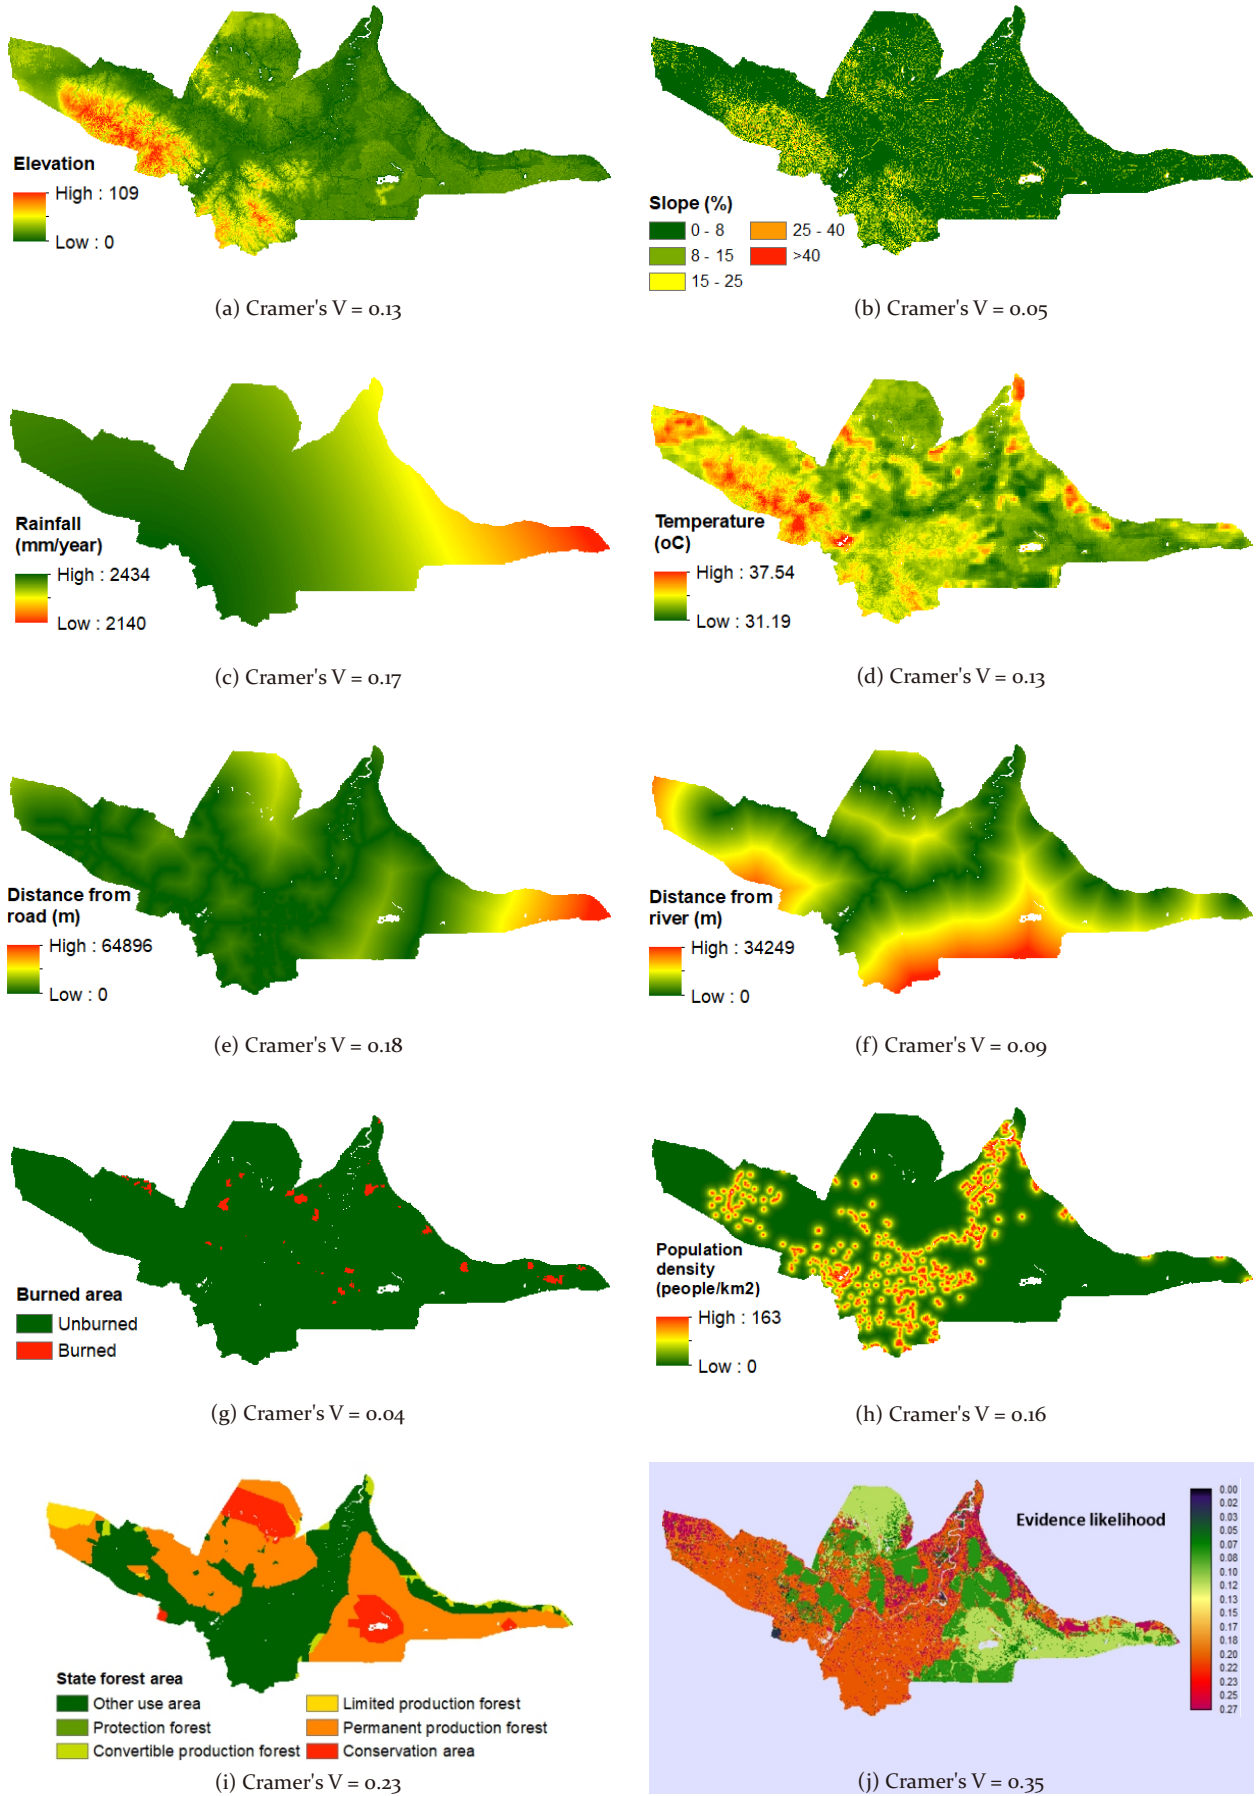 Elevation
High : 109
Low : 0
(a) Cramer's V = 0.13
Slope (%)
0 - 8
25 - 40
8 - 15
>40
15 - 25
(b) Cramer's V = 0.05
Rainfall
(mm/year)
High : 2434
Low : 2140
(c) Cramer's V = 0.17
Temperature
(oC)
High : 37.54
Low : 31.19
(d) Cramer's V = 0.13
Distance from
road (m)
High : 64896
Low : 0
(e) Cramer's V = 0.18
Distance from
river (m)
High : 34249
Low : 0
(f) Cramer's V = 0.09
Burned area
Unburned
Burned
(g) Cramer's V = 0.04
Population
density
(people/km2)
High : 163
Low : 0
(h) Cramer's V = 0.16
State forest area
Other use area
Limited production forest
Protection forest
Permanent production forest
Convertible production forest
Conservation area
(i) Cramer's V = 0.23
Evidence likelihood
0.00
0.02
0.03
0.05
0.07
0.08
0.10
0.12
0.13
0.15
0.17
0.18
0.20
0.22
0.23
0.25
0.27
(j) Cramer's V = 0.35